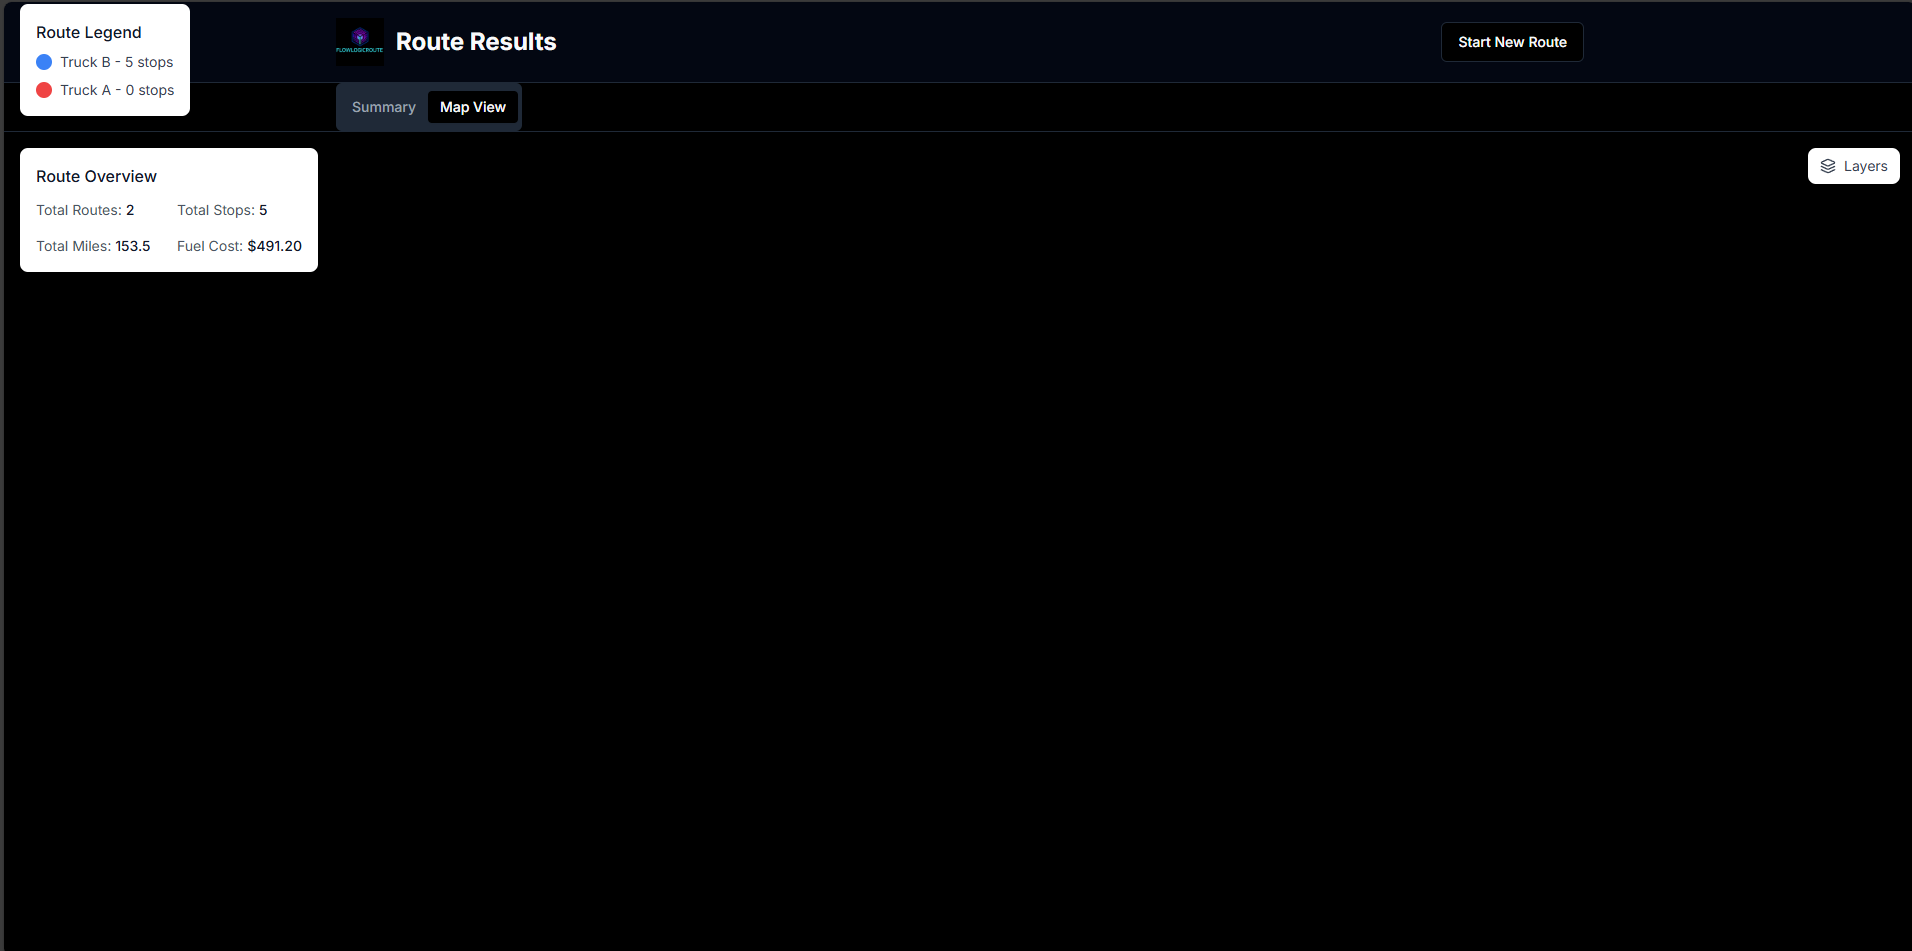 Route Legend
Truck B - 5 stops
Truck A - 0 stops
FLOWLOGICROUTE
Route Results
Start New Route
Summary
Map View
Route Overview
Total Routes: 2
Total Stops: 5
Total Miles: 153.5
Fuel Cost: $491.20
Layers